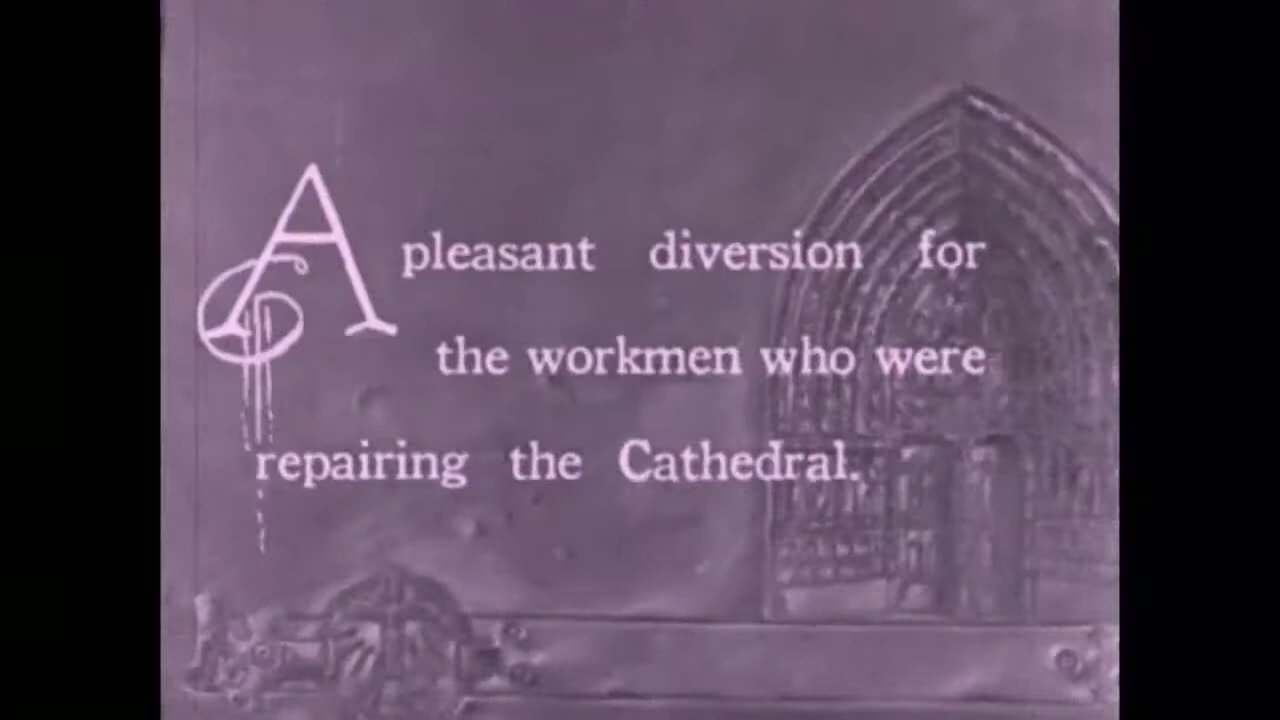 A pleasant diversion for
the workmen who were
repairing the Cathedral.